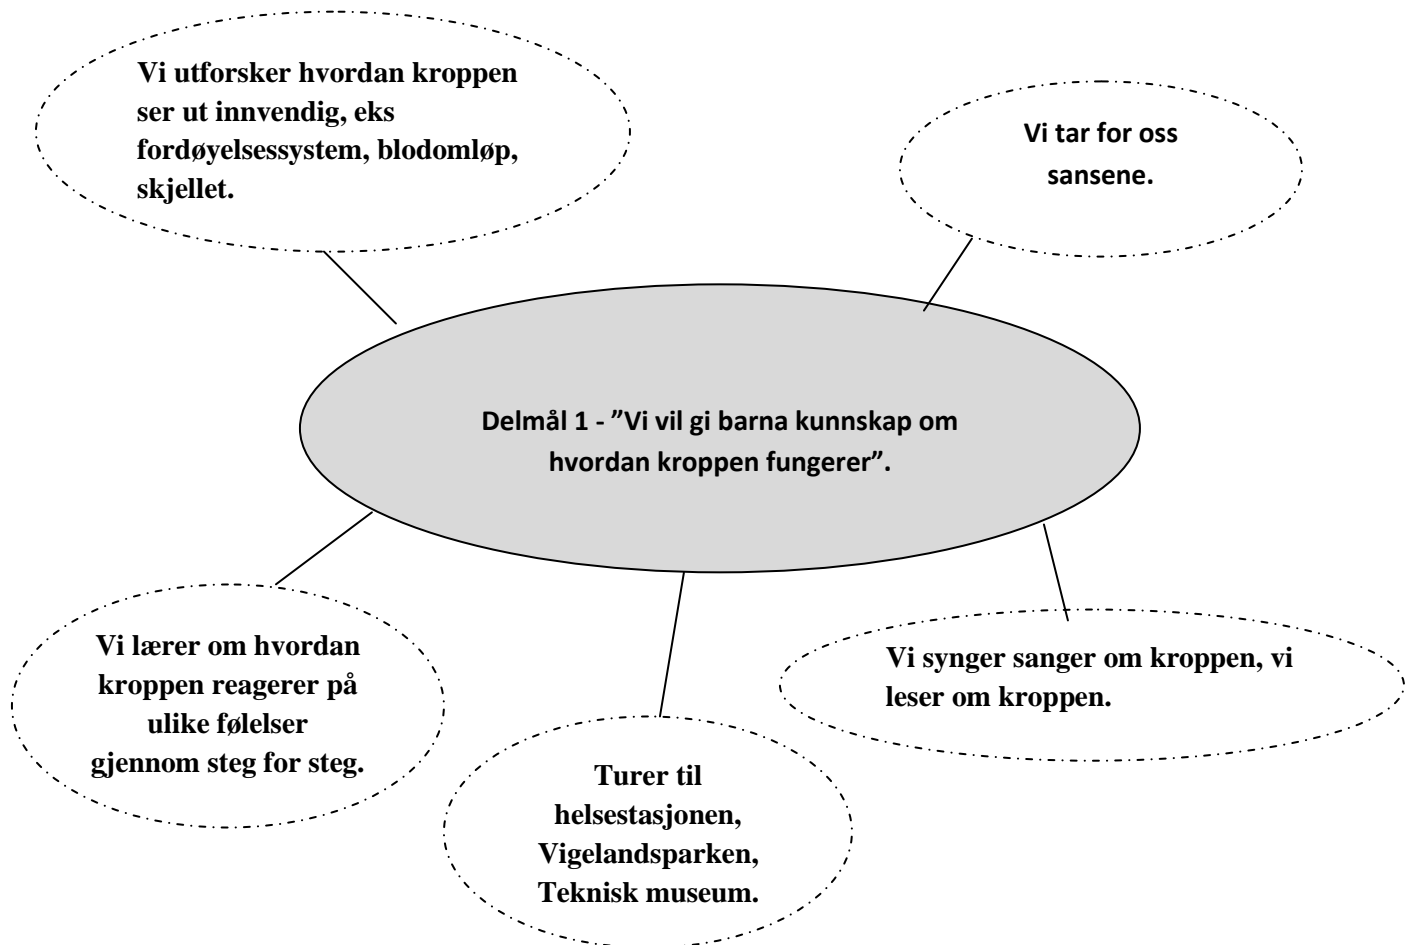 Vi utforsker hvordan kroppen
ser ut innvendig, eks
fordøyelsessystem, blodomløp,
skjellet.
Vi tar for oss
sansene.
Delmål 1 - ”Vi vil gi barna kunnskap om
hvordan kroppen fungerer”.
Vi lærer om hvordan
kroppen reagerer på
ulike følelser
gjennom steg for steg.
Turer til
helsestasjonen,
Vigelandsparken,
Teknisk museum.
Vi synger sanger om kroppen, vi
leser om kroppen.